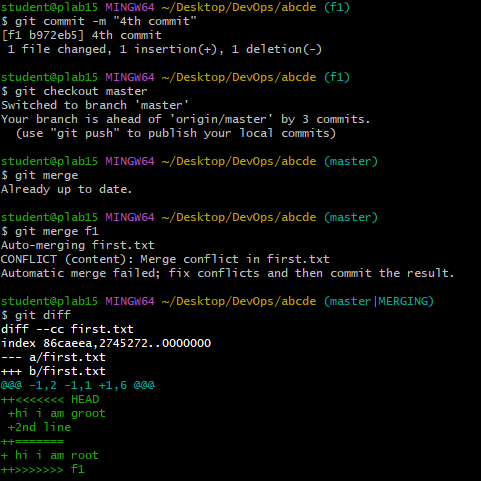 student@plab15 MINGW64 ~/Desktop/DevOps/abcde (f1)
$ git commit -m "4th commit"
[f1 b972eb5] 4th commit
 1 file changed, 1 insertion(+), 1 deletion(-)

student@plab15 MINGW64 ~/Desktop/DevOps/abcde (f1)
$ git checkout master
Switched to branch 'master'
Your branch is ahead of 'origin/master' by 3 commits.
  (use "git push" to publish your local commits)

student@plab15 MINGW64 ~/Desktop/DevOps/abcde (master)
$ git merge
Already up to date.

student@plab15 MINGW64 ~/Desktop/DevOps/abcde (master)
$ git merge f1
Auto-merging first.txt
CONFLICT (content): Merge conflict in first.txt
Automatic merge failed; fix conflicts and then commit the result.

student@plab15 MINGW64 ~/Desktop/DevOps/abcde (master|MERGING)
$ git diff
diff --cc first.txt
index 86caeea,2745272..0000000
--- a/first.txt
+++ b/first.txt
@@@ -1,2 -1,1 +1,6 @@@
++<<<<<<< HEAD
 +hi i am groot
 +2nd line
++=======
+ hi i am root
++>>>>>>> f1